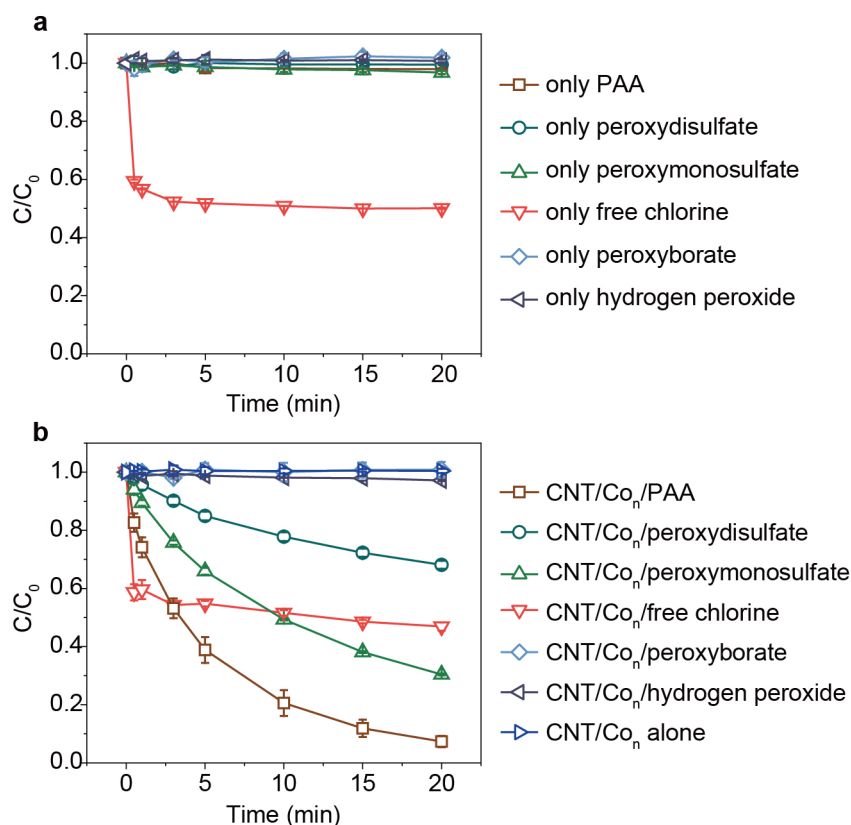 a
C/C0
1.0
0.8
0.6
0.4
0.2
0.0
0 5 10 15 20
Time (min)
only PAA
only peroxydisulfate
only peroxymonosulfate
only free chlorine
only peroxyborate
only hydrogen peroxide
b
C/C0
1.0
0.8
0.6
0.4
0.2
0.0
0 5 10 15 20
Time (min)
CNT/Con/PAA
CNT/Con/peroxydisulfate
CNT/Con/peroxymonosulfate
CNT/Con/free chlorine
CNT/Con/peroxyborate
CNT/Con/hydrogen peroxide
CNT/Con alone